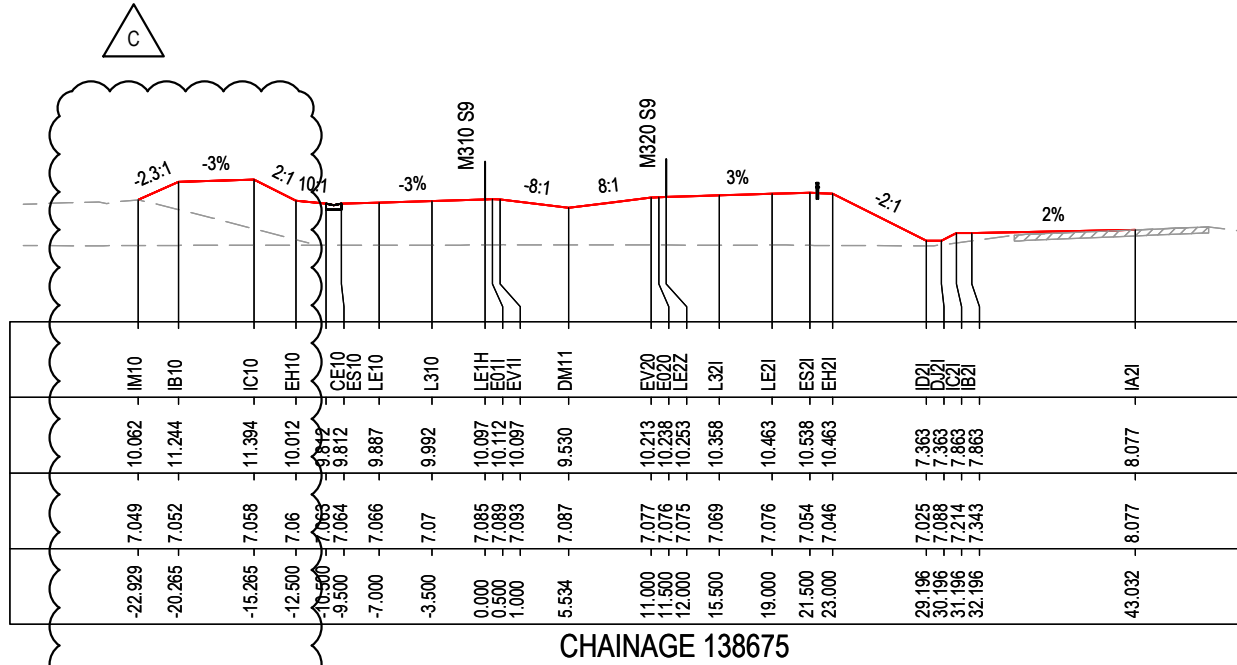 C
M310 S9
M320 S9
-2.3:1
-3%
2:1
10:1
-3%
-8:1
8:1
3%
-2:1
2%
IM10 IB10 IC10 EH10 CE10 ES10 LE10 L310 LE1H E01I EV1I DM11 EV20 E020 LE2Z L32I LE2I ES2I EH2I ID2I DJ2I IC2I IB2I IA2I
10.062 11.244 11.394 10.012 9.812 9.812 9.887 9.992 10.097 10.112 10.097 9.530 10.213 10.238 10.253 10.358 10.463 10.538 10.463 7.363 7.363 7.863 7.863 8.077
7.049 7.052 7.058 7.06 7.063 7.064 7.066 7.07 7.085 7.089 7.093 7.087 7.077 7.076 7.075 7.069 7.076 7.054 7.046 7.025 7.088 7.214 7.343 8.077
-22.929 -20.265 -15.265 -12.500 -10.500 -9.500 -7.000 -3.500 0.000 0.500 1.000 5.534 11.000 11.500 12.000 15.500 19.000 21.500 23.000 29.196 30.196 31.196 32.196 43.032
CHAINAGE 138675